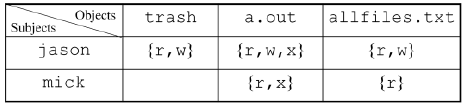 Objects trash a.out allfiles.txt
Subjects
jason {r,w} {r,w,x} {r,w}
mick {r,x} {r}